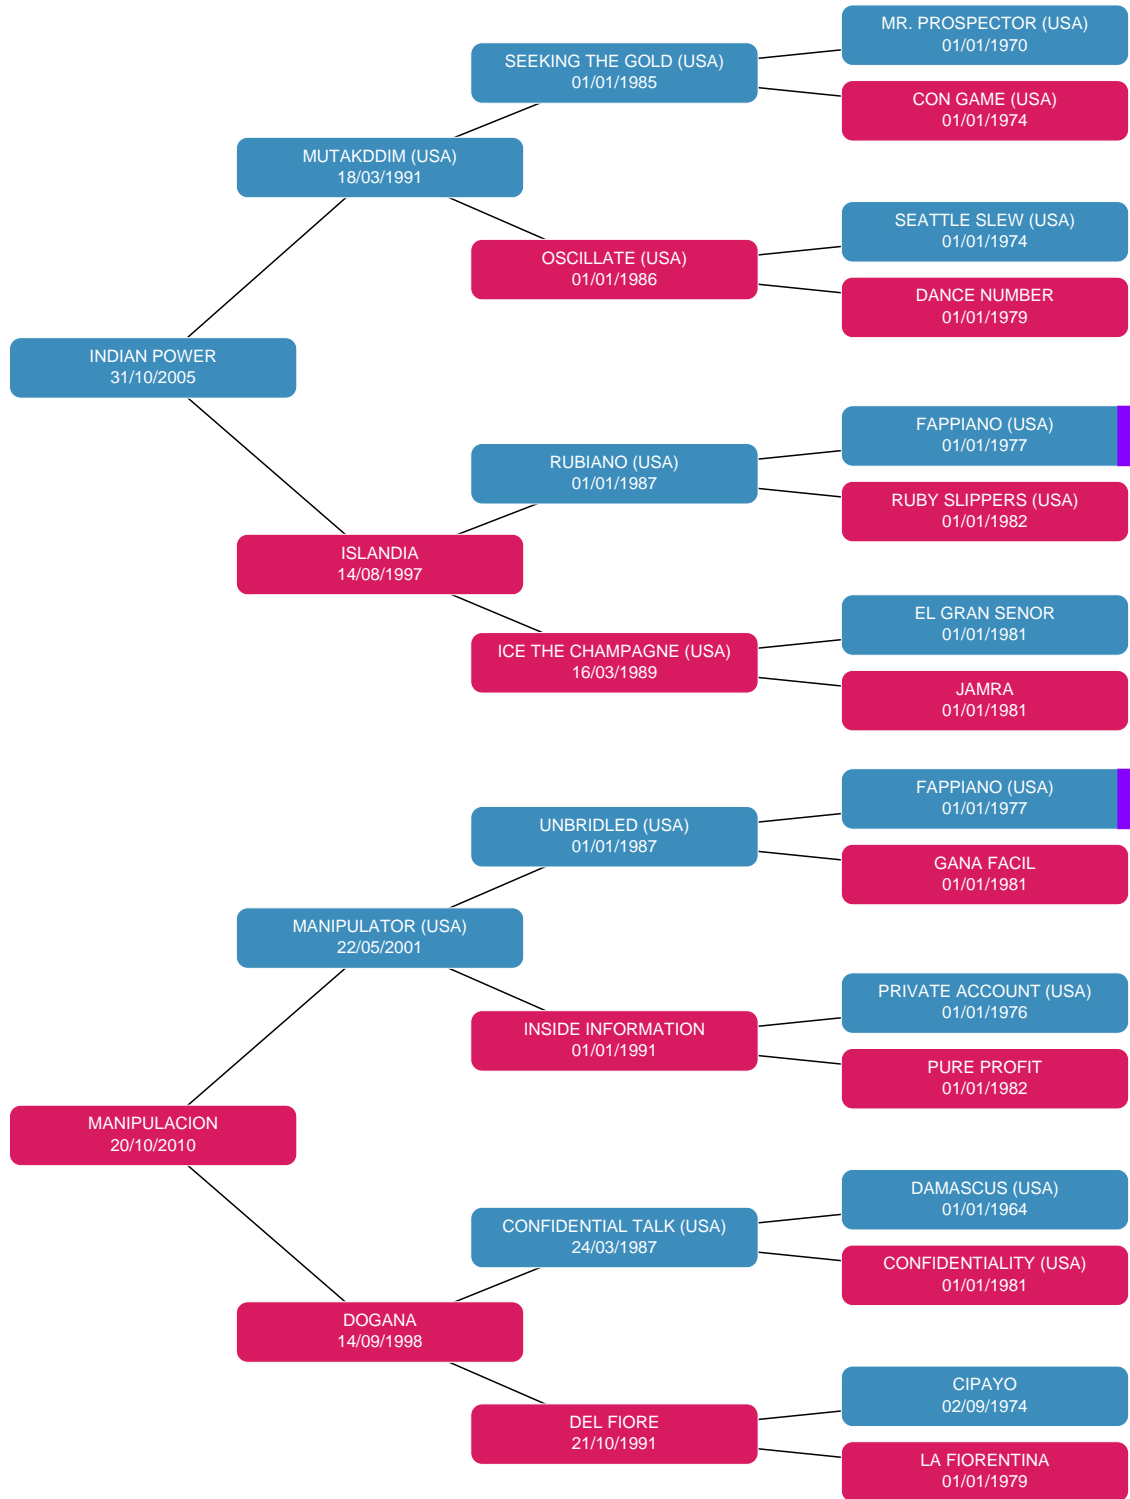 MR. PROSPECTOR (USA)
01/01/1970
SEEKING THE GOLD (USA)
01/01/1985
CON GAME (USA)
01/01/1974
MUTAKDDIM (USA)
18/03/1991
SEATTLE SLEW (USA)
01/01/1974
OSCILLATE (USA)
01/01/1986
DANCE NUMBER
01/01/1979
INDIAN POWER
31/10/2005
FAPPIANO (USA)
01/01/1977
RUBIANO (USA)
01/01/1987
RUBY SLIPPERS (USA)
01/01/1982
ISLANDIA
14/08/1997
EL GRAN SENOR
01/01/1981
ICE THE CHAMPAGNE (USA)
16/03/1989
JAMRA
01/01/1981
FAPPIANO (USA)
01/01/1977
UNBRIDLED (USA)
01/01/1987
GANA FACIL
01/01/1981
MANIPULATOR (USA)
22/05/2001
PRIVATE ACCOUNT (USA)
01/01/1976
INSIDE INFORMATION
01/01/1991
PURE PROFIT
01/01/1982
MANIPULACION
20/10/2010
DAMASCUS (USA)
01/01/1964
CONFIDENTIAL TALK (USA)
24/03/1987
CONFIDENTIALITY (USA)
01/01/1981
DOGANA
14/09/1998
CIPAYO
02/09/1974
DEL FIORE
21/10/1991
LA FIORENTINA
01/01/1979